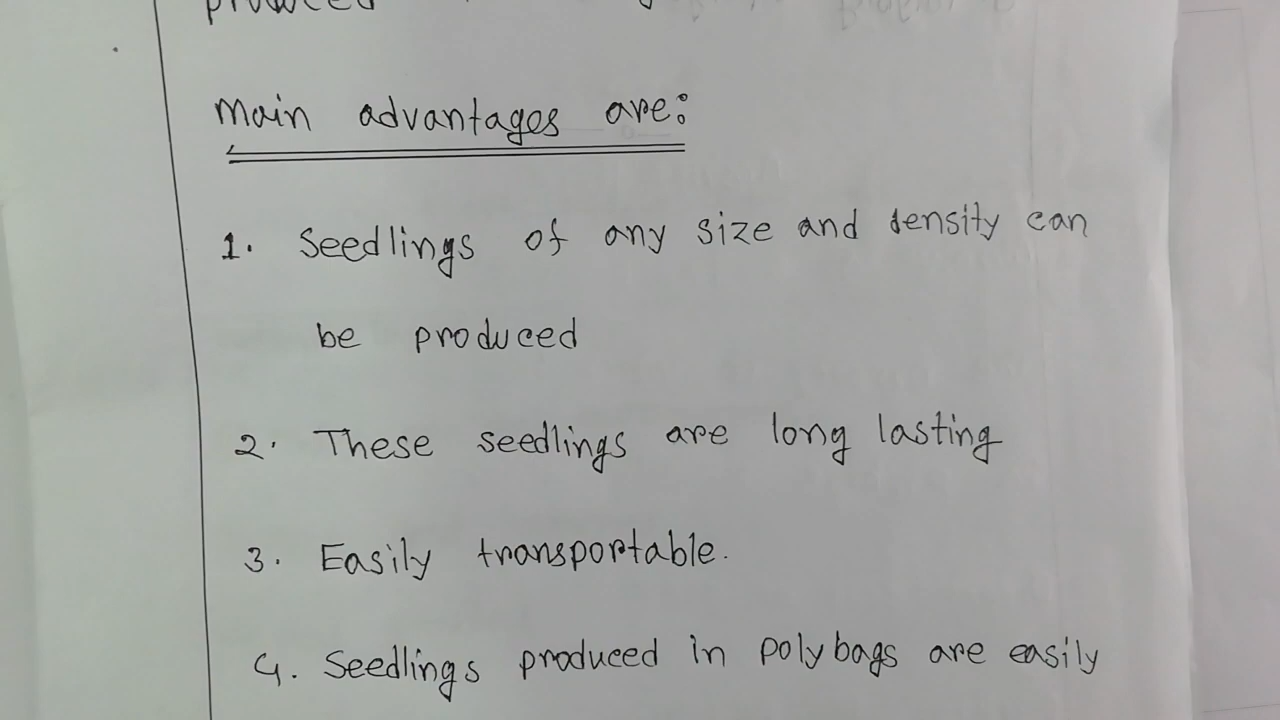 produced
main advantages are:
1. Seedlings of any size and density can
be produced
2. These seedlings are long lasting
3. Easily transportable.
4. Seedlings produced in polybags are easily